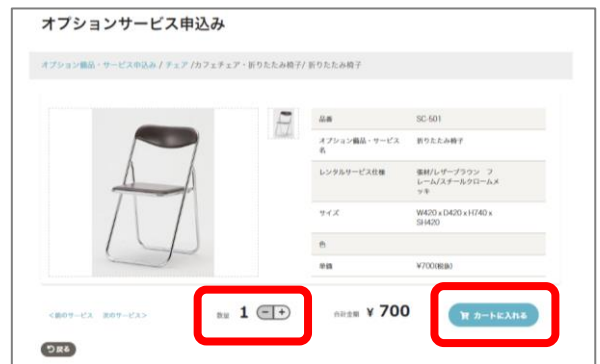 オプションサービス申込み
オプション備品・サービス申込み / チェア /カフェチェア・折りたたみ椅子/ 折りたたみ椅子
品番 SC-501
オプション備品・サービス名 折りたたみ椅子
レンタルサービス仕様 張材/レザーブラウン フ
レーム/スチールクロームメ
ッキ
サイズ W420 x D420 x H740 x
SH420
色
単価 ¥700(税抜)
<前のサービス 次のサービス>
数量 1 - +
合計金額 ¥ 700
カートに入れる
戻る